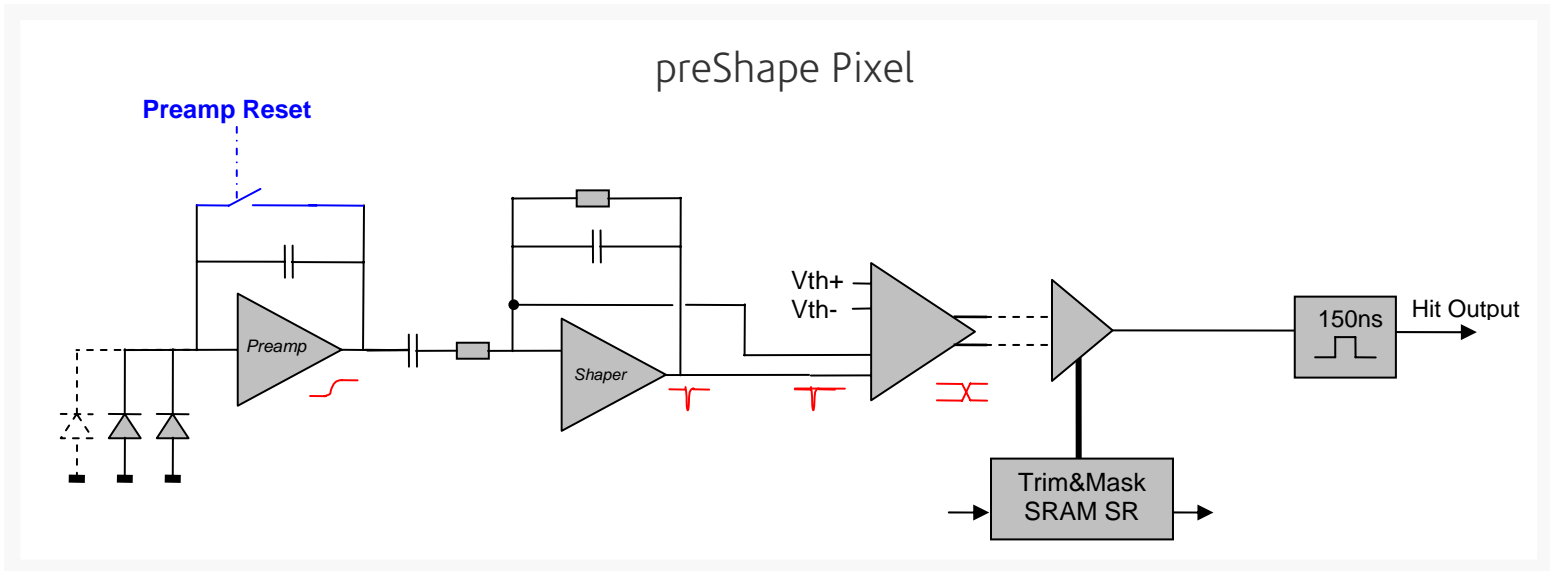 preShape Pixel
Preamp Reset
Vth+
Vth-
Preamp
Shaper
150ns
Hit Output
Trim&Mask
SRAM SR